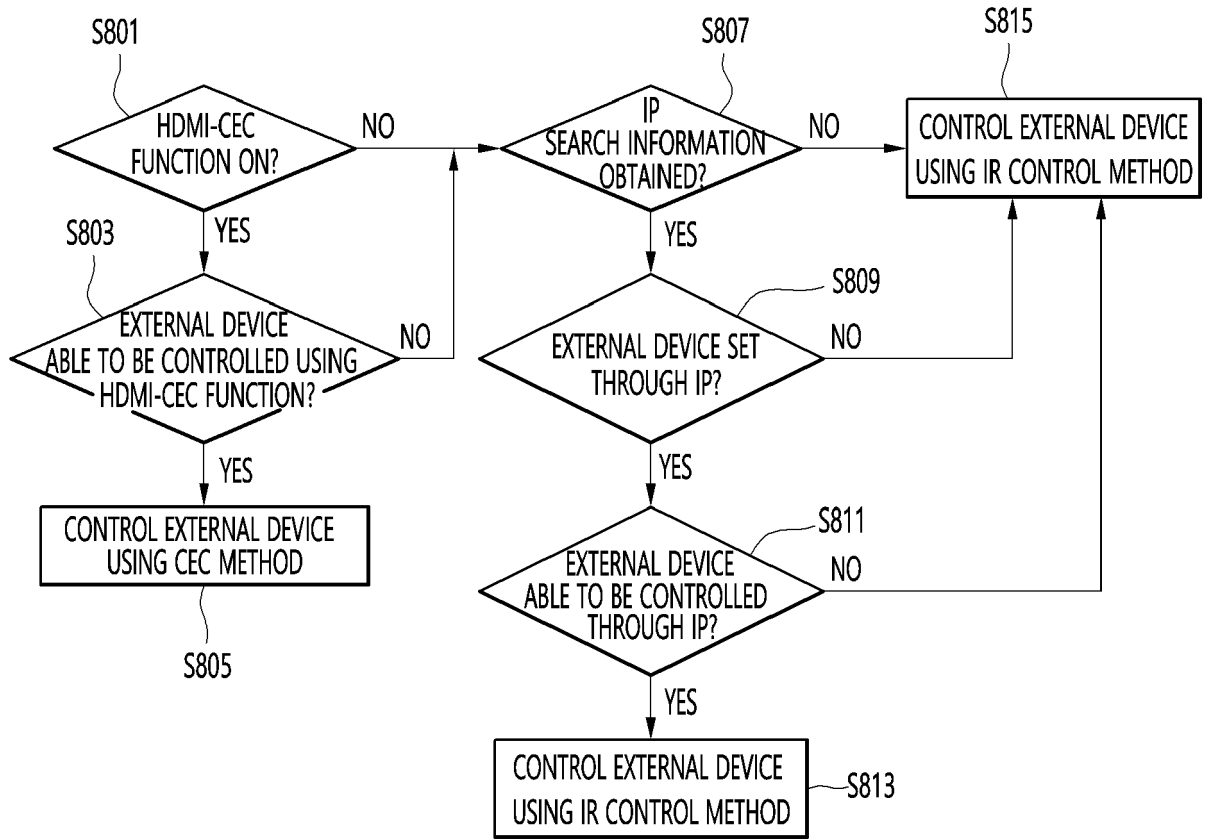 S801
HDMI-CEC
FUNCTION ON?
NO
YES
S803
EXTERNAL DEVICE
ABLE TO BE CONTROLLED USING
HDMI-CEC FUNCTION?
NO
YES
CONTROL EXTERNAL DEVICE
USING CEC METHOD
S805
S807
IP
SEARCH INFORMATION
OBTAINED?
NO
YES
S809
EXTERNAL DEVICE SET
THROUGH IP?
NO
YES
S811
EXTERNAL DEVICE
ABLE TO BE CONTROLLED
THROUGH IP?
NO
YES
CONTROL EXTERNAL DEVICE
USING IR CONTROL METHOD
S813
S815
CONTROL EXTERNAL DEVICE
USING IR CONTROL METHOD